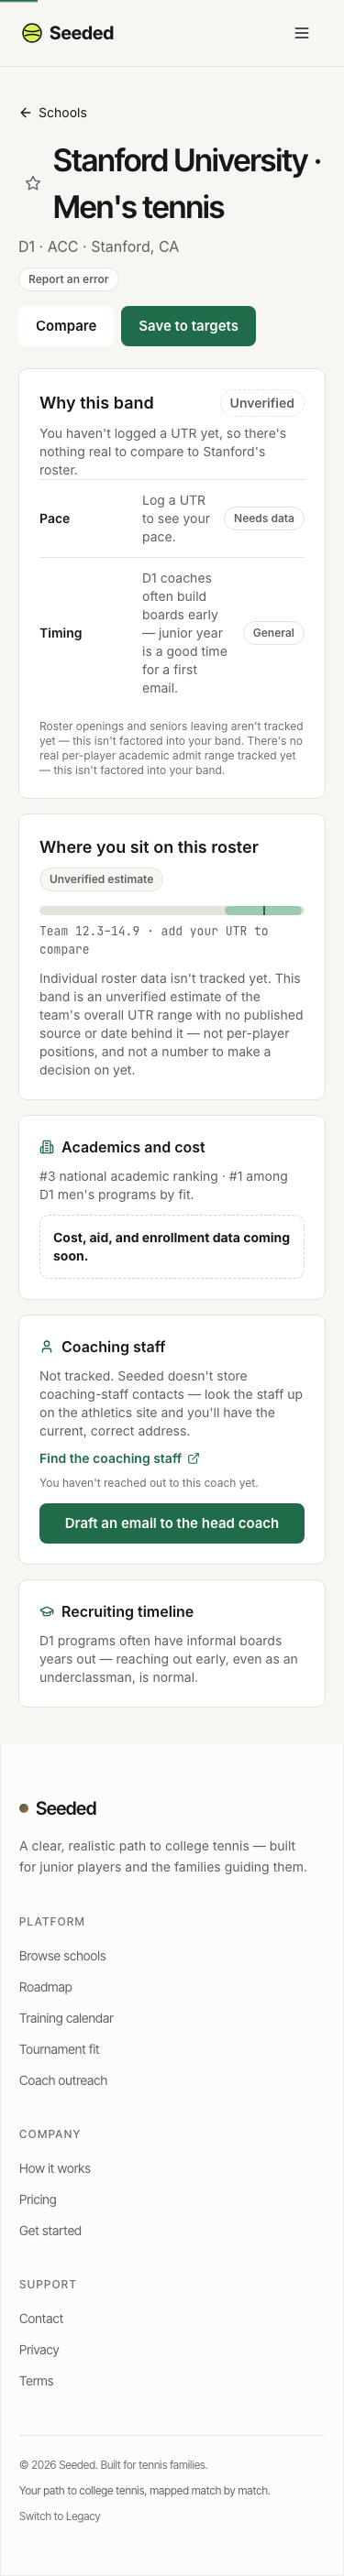 Seeded
Schools
Stanford University ·
Men's tennis
D1 · ACC · Stanford, CA
Report an error
Compare
Save to targets
Why this band
Unverified
You haven't logged a UTR yet, so there's
nothing real to compare to Stanford's
roster.
Pace
Log a UTR
to see your
pace.
Needs data
Timing
D1 coaches
often build
boards early
— junior year
is a good time
for a first
email.
General
Roster openings and seniors leaving aren't tracked
yet — this isn't factored into your band. There's no
real per-player academic admit range tracked yet
— this isn't factored into your band.
Where you sit on this roster
Unverified estimate
Team 12.3–14.9 · add your UTR to
compare
Individual roster data isn't tracked yet. This
band is an unverified estimate of the
team's overall UTR range with no published
source or date behind it — not per-player
positions, and not a number to make a
decision on yet.
Academics and cost
#3 national academic ranking · #1 among
D1 men's programs by fit.
Cost, aid, and enrollment data coming
soon.
Coaching staff
Not tracked. Seeded doesn't store
coaching-staff contacts — look the staff up
on the athletics site and you'll have the
current, correct address.
Find the coaching staff
You haven't reached out to this coach yet.
Draft an email to the head coach
Recruiting timeline
D1 programs often have informal boards
years out — reaching out early, even as an
underclassman, is normal.
Seeded
A clear, realistic path to college tennis — built
for junior players and the families guiding them.
PLATFORM
Browse schools
Roadmap
Training calendar
Tournament fit
Coach outreach
COMPANY
How it works
Pricing
Get started
SUPPORT
Contact
Privacy
Terms
© 2026 Seeded. Built for tennis families.
Your path to college tennis, mapped match by match.
Switch to Legacy